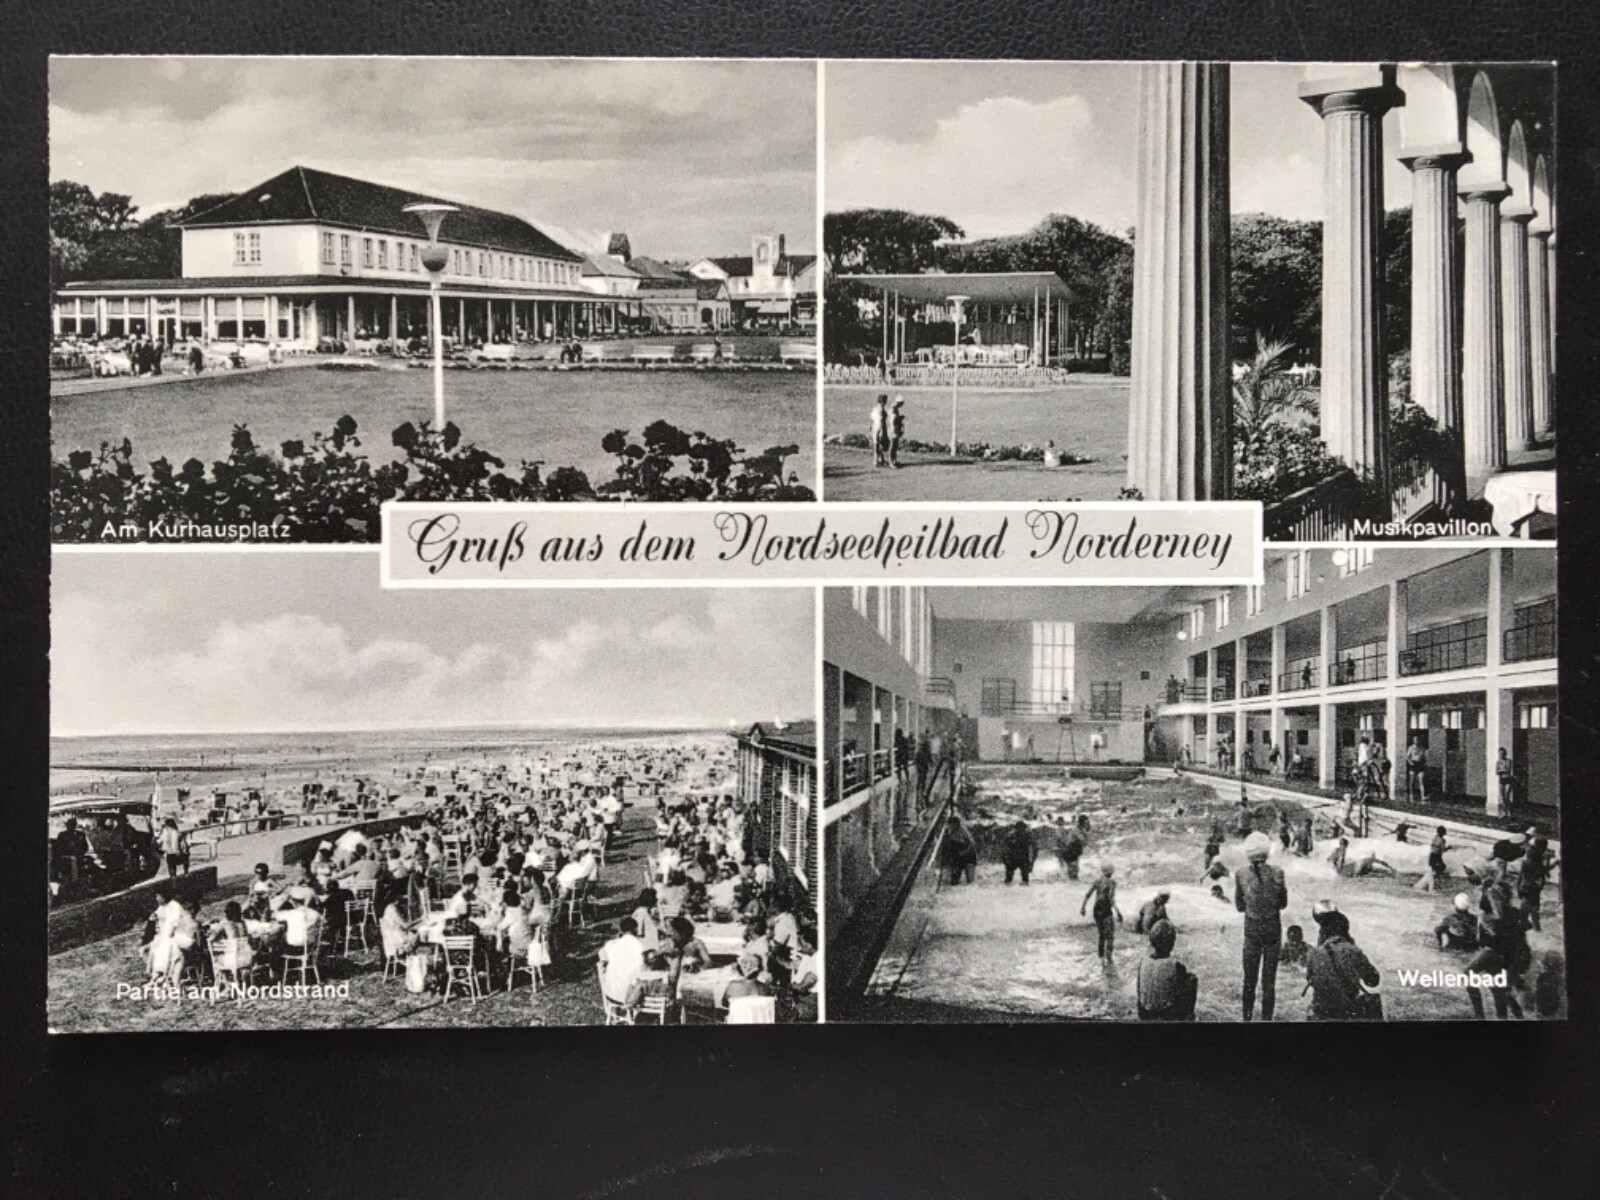 Am Kurhausplatz
Musikpavillon
Gruß aus dem Nordseeheilbad Norderney
Partie am Nordstrand
Wellenbad